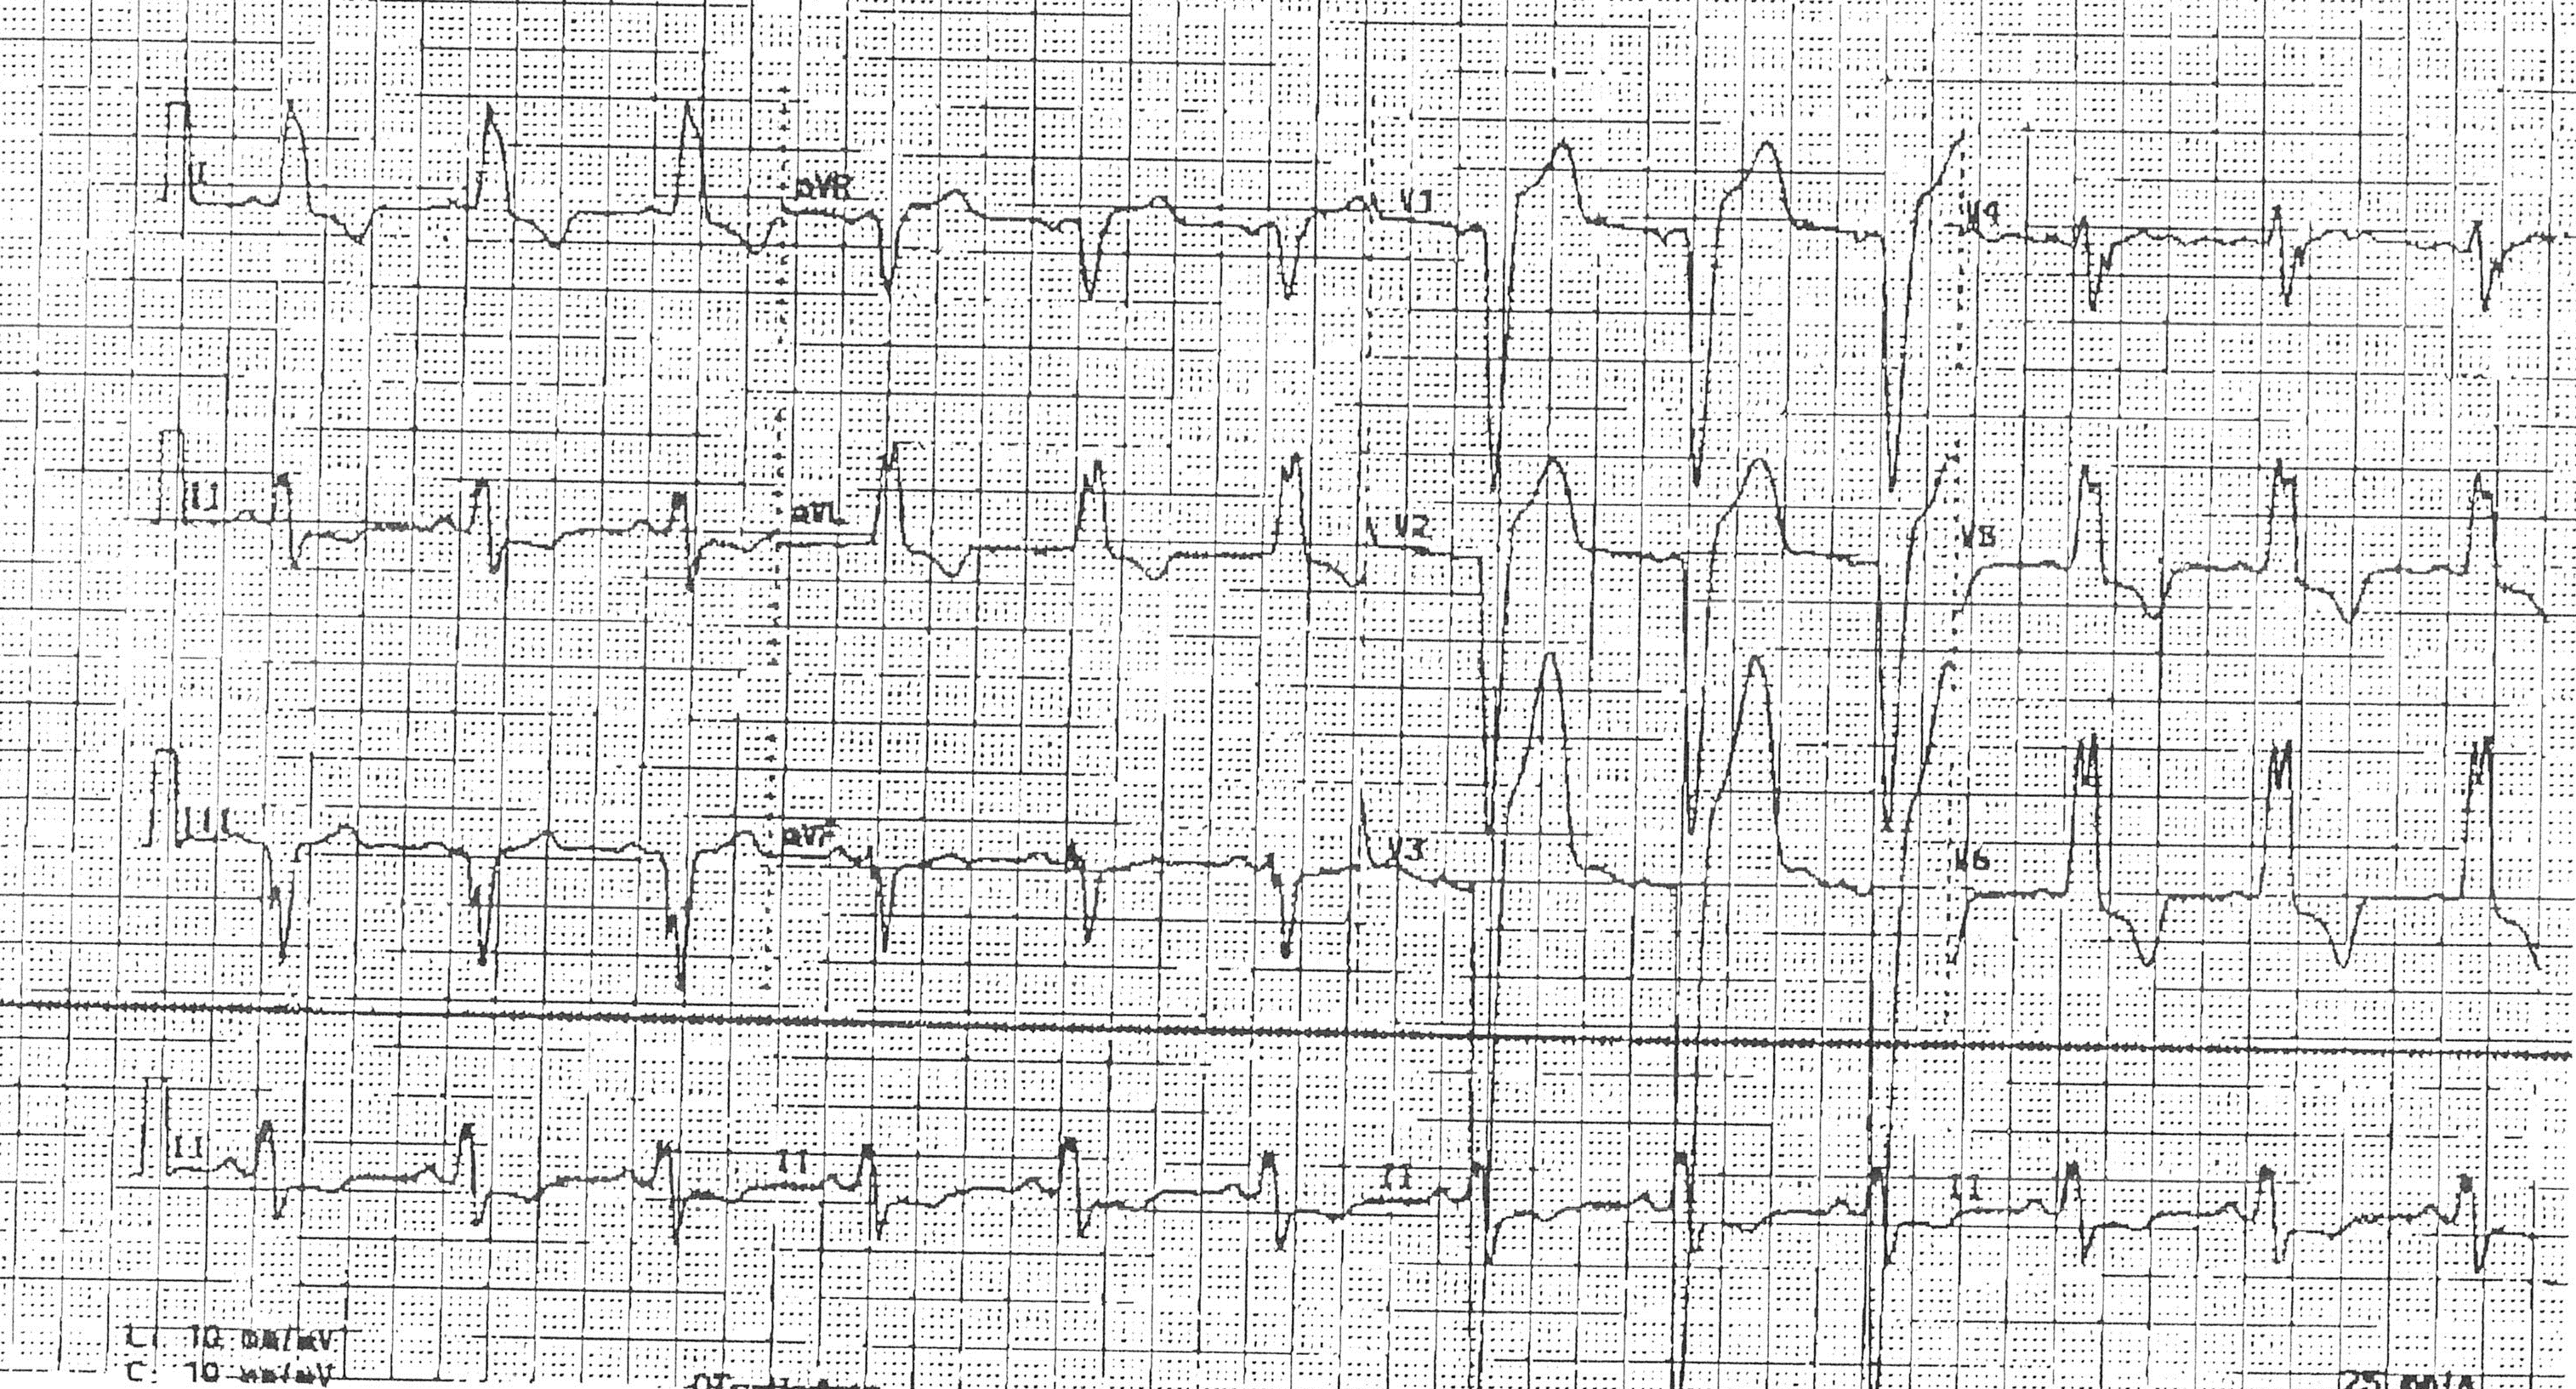 I aVR V1 V4
II aVL V2 V5
III aVF V3 V6
II II II II
L: 10 mm/mV
C: 10 mm/mV